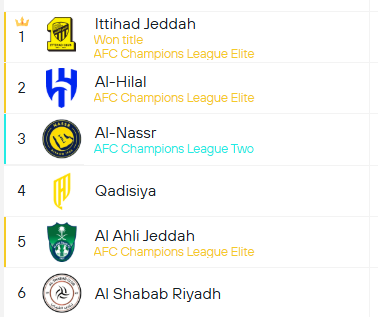 1
Ittihad Jeddah
Won title
AFC Champions League Elite
2
Al-Hilal
AFC Champions League Elite
3
Al-Nassr
AFC Champions League Two
4
Qadisiya
5
Al Ahli Jeddah
AFC Champions League Elite
6
Al Shabab Riyadh